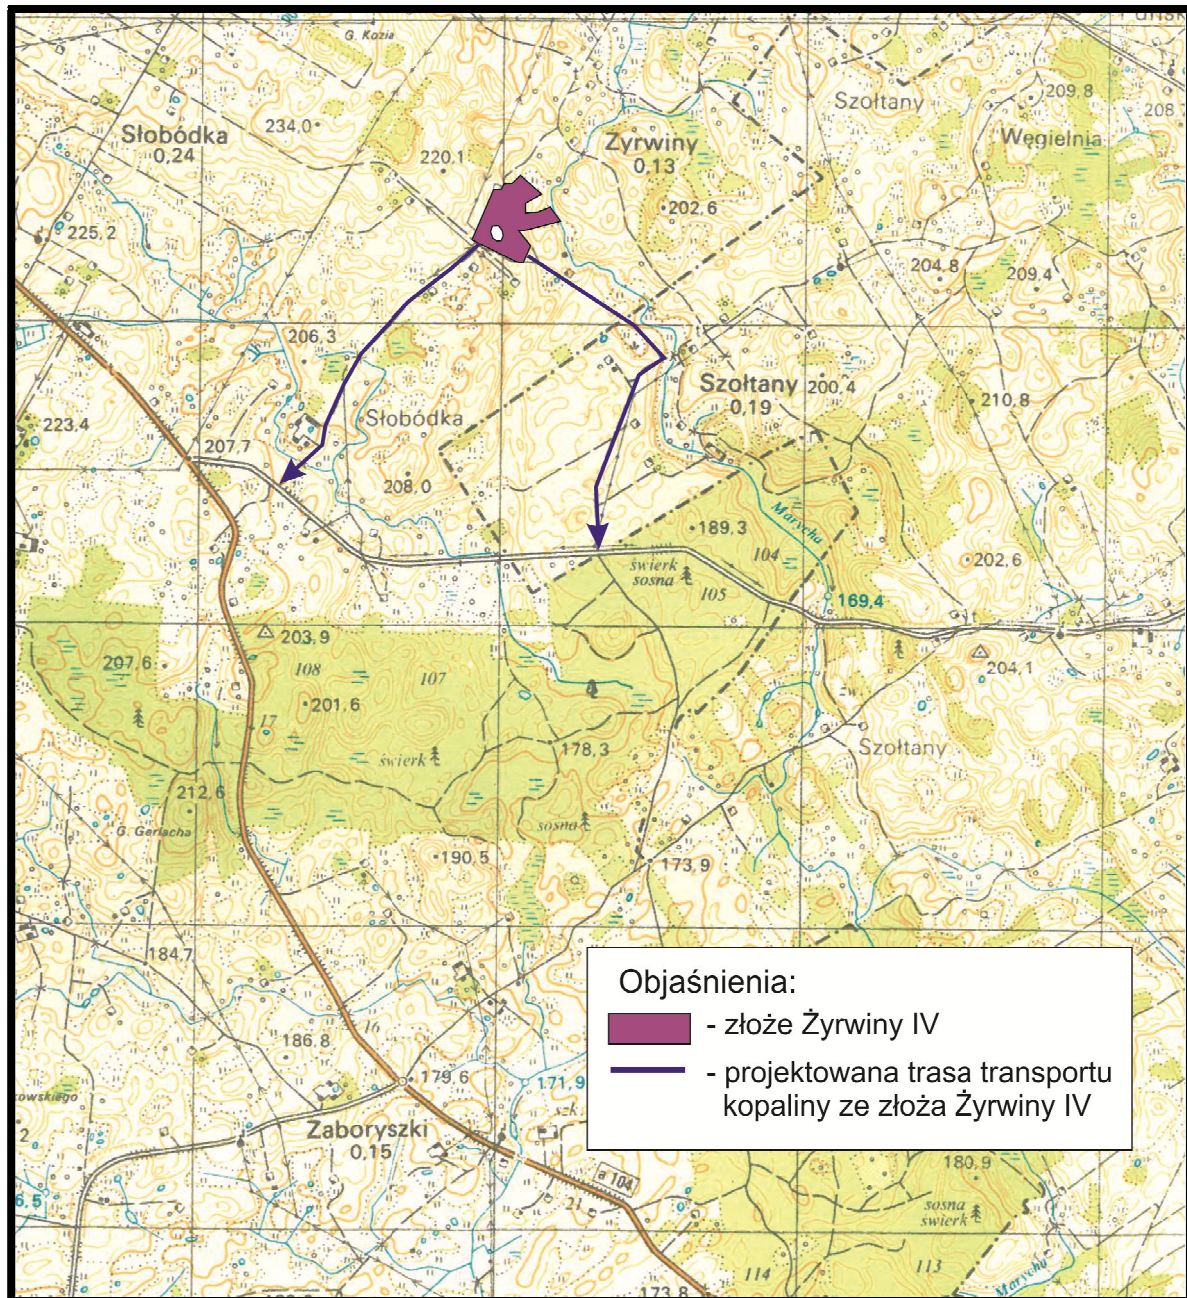 G. Kozia
Szołtany
209,8
208
Słobódka
0,24
234,0
Żyrwiny
0,13
Węgielnia
220,1
202,6
225,2
204,8
209,4
206,3
Szołtany
0,19
200,4
210,8
223,4
Słobódka
207,7
208,0
189,3
Marycha
104
202,6
świerk
sosna
105
169,4
203,9
207,6
108
107
204,1
201,6
zw.
17
Szołtany
178,3
świerk
212,6
G. Gerlacha
sosna
190,5
173,9
184,7
16
186,8
179,6
171,9
kowskiego
2
Zaboryszki
0,15
6,5
a 104
21
Objaśnienia:
- złoże Żyrwiny IV
- projektowana trasa transportu
kopaliny ze złoża Żyrwiny IV
180,9
sosna
świerk
114
113
Marycha
173,8